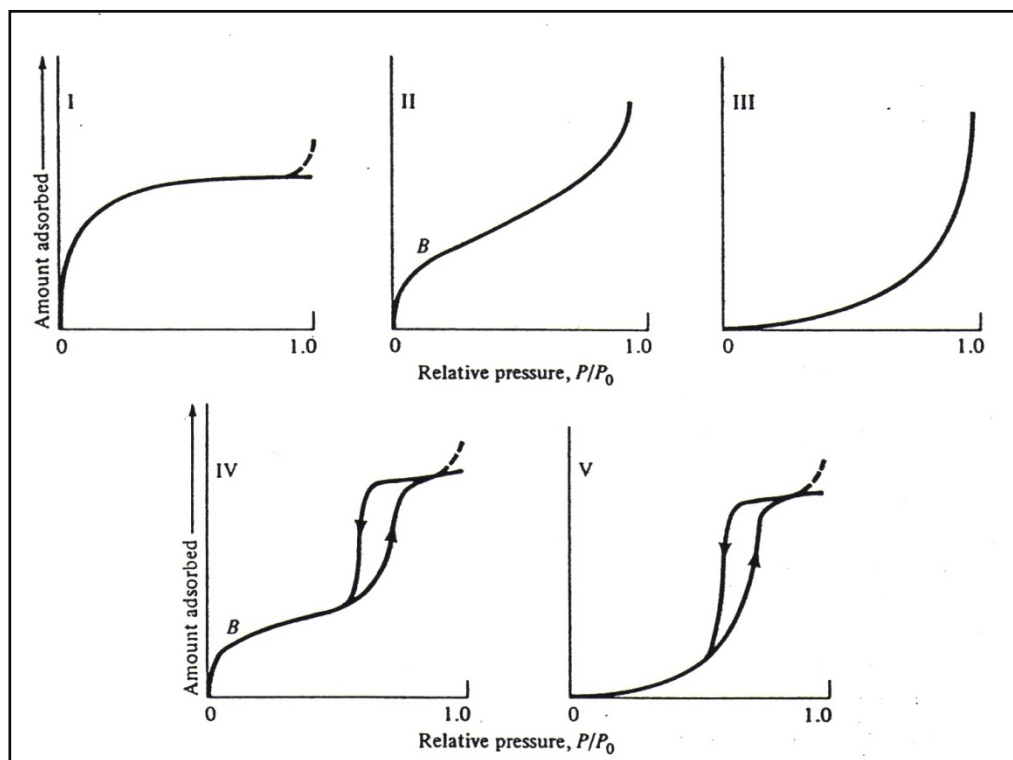 I
II
III
Amount adsorbed
B
0
1.0
0
1.0
0
1.0
Relative pressure, P/P0
IV
V
Amount adsorbed
B
0
1.0
0
1.0
Relative pressure, P/P0